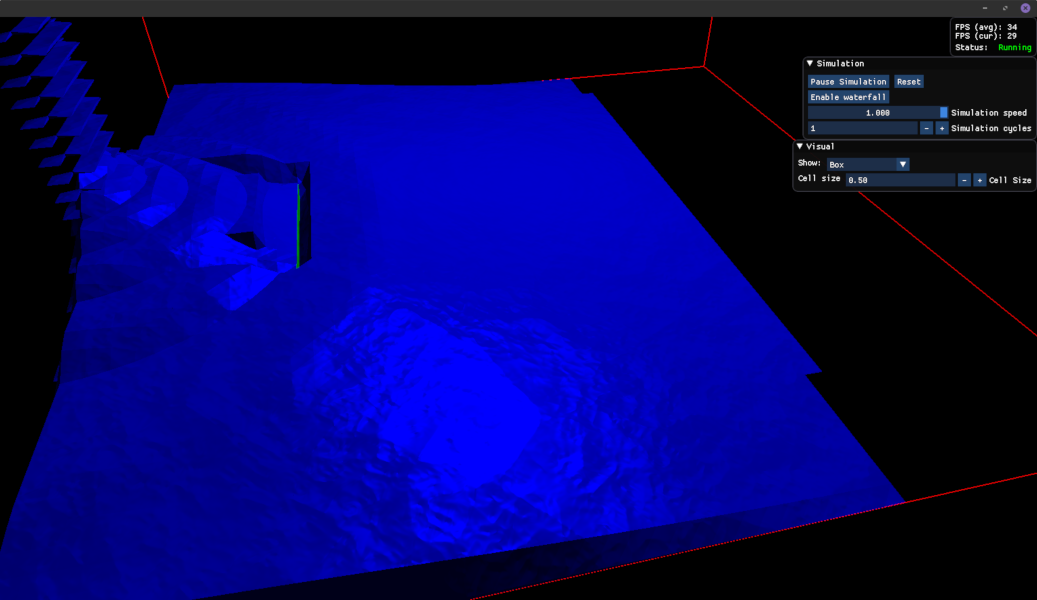 FPS (avg): 34
FPS (cur): 29
Status: Running
Simulation
Pause Simulation Reset
Enable waterfall
1.000 Simulation speed
1 - + Simulation cycles
Visual
Show: Box
Cell size 0.50 - + Cell Size